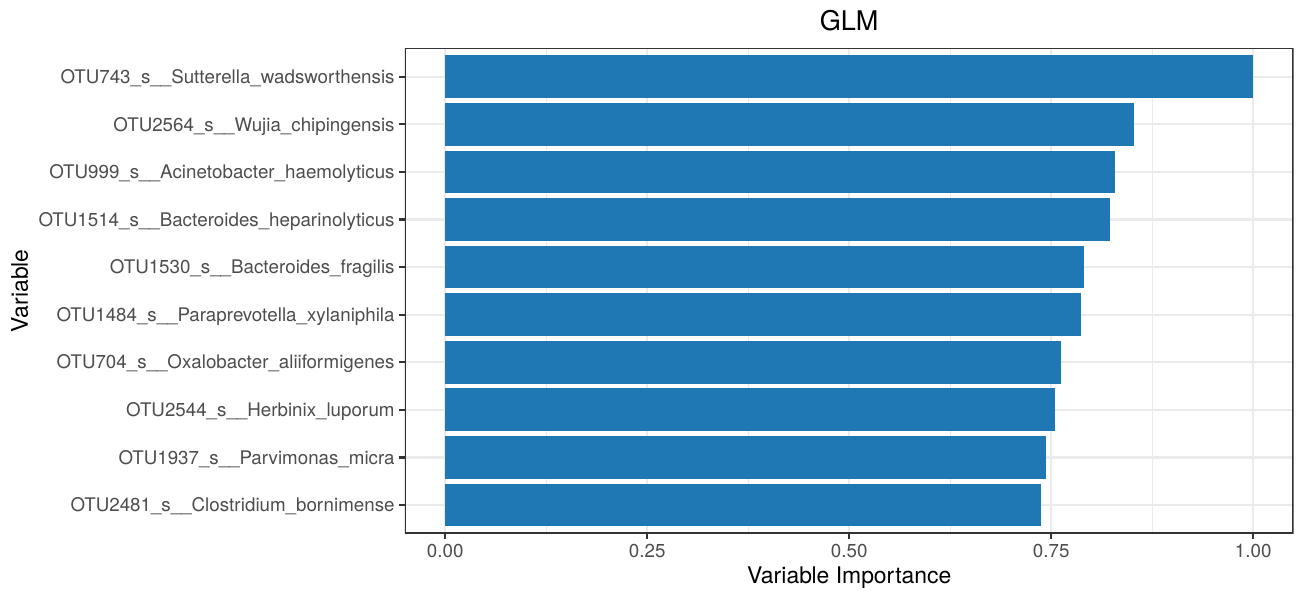 GLM
OTU743_s__Sutterella_wadsworthensis
OTU2564_s__Wujia_chipingensis
OTU999_s__Acinetobacter_haemolyticus
OTU1514_s__Bacteroides_heparinolyticus
OTU1530_s__Bacteroides_fragilis
OTU1484_s__Paraprevotella_xylaniphila
OTU704_s__Oxalobacter_aliiformigenes
OTU2544_s__Herbinix_luporum
OTU1937_s__Parvimonas_micra
OTU2481_s__Clostridium_bornimense
Variable
0.00 0.25 0.50 0.75 1.00
Variable Importance